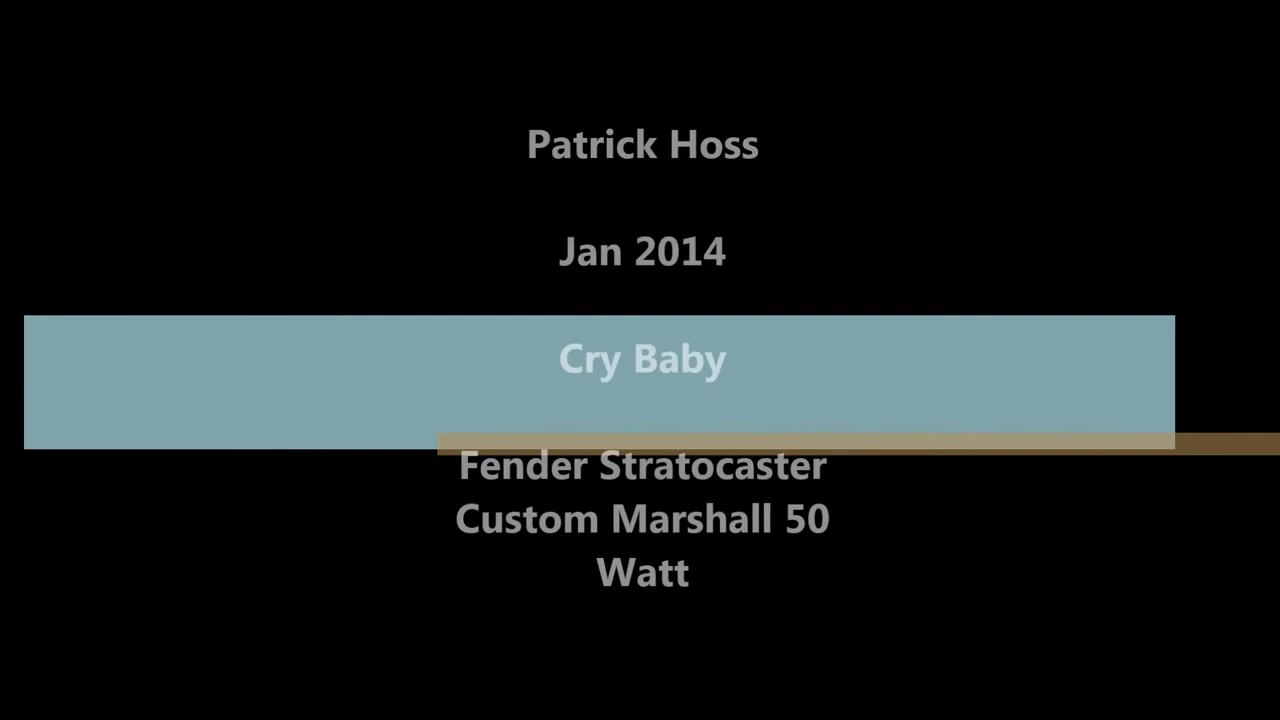 Patrick Hoss
Jan 2014
Cry Baby
Fender Stratocaster
Custom Marshall 50
Watt